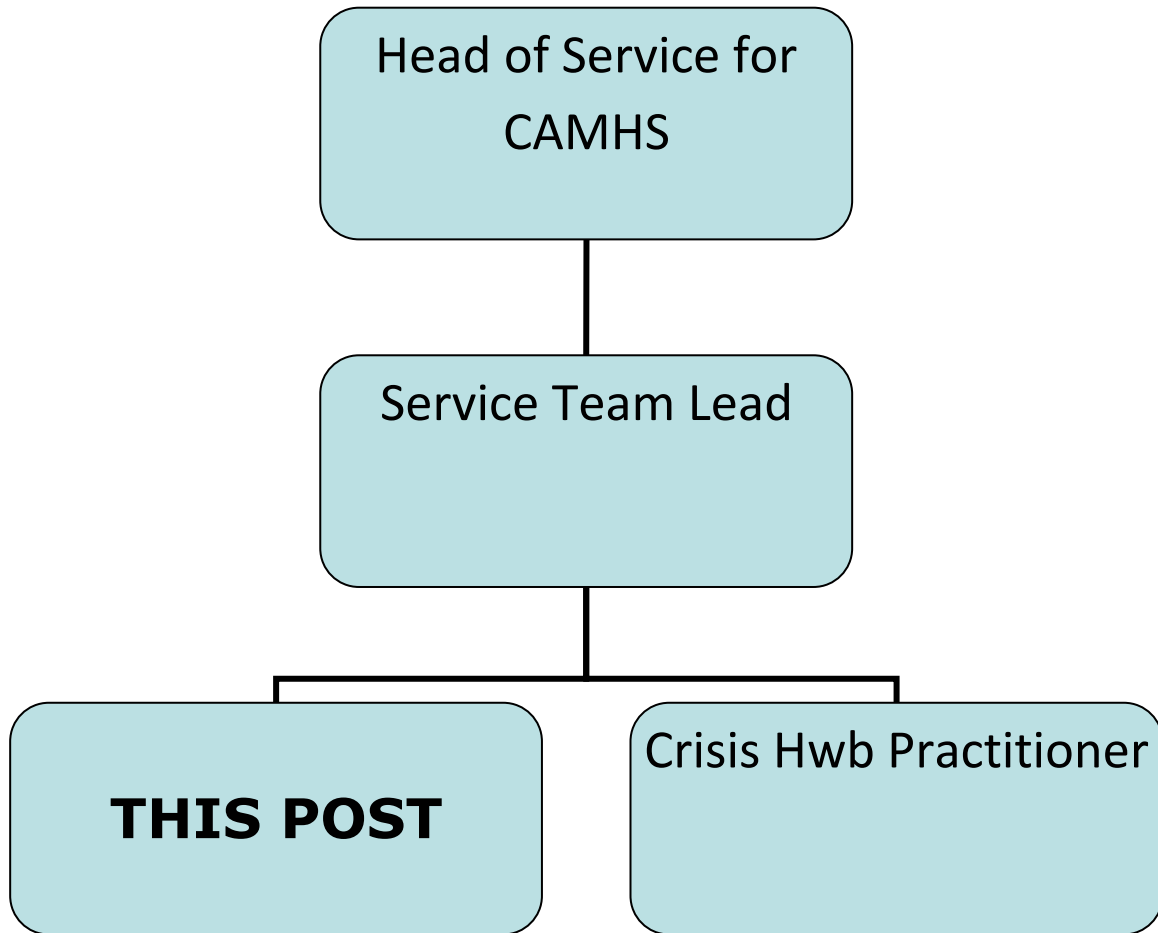 Head of Service for
CAMHS
Service Team Lead
THIS POST
Crisis Hwb Practitioner